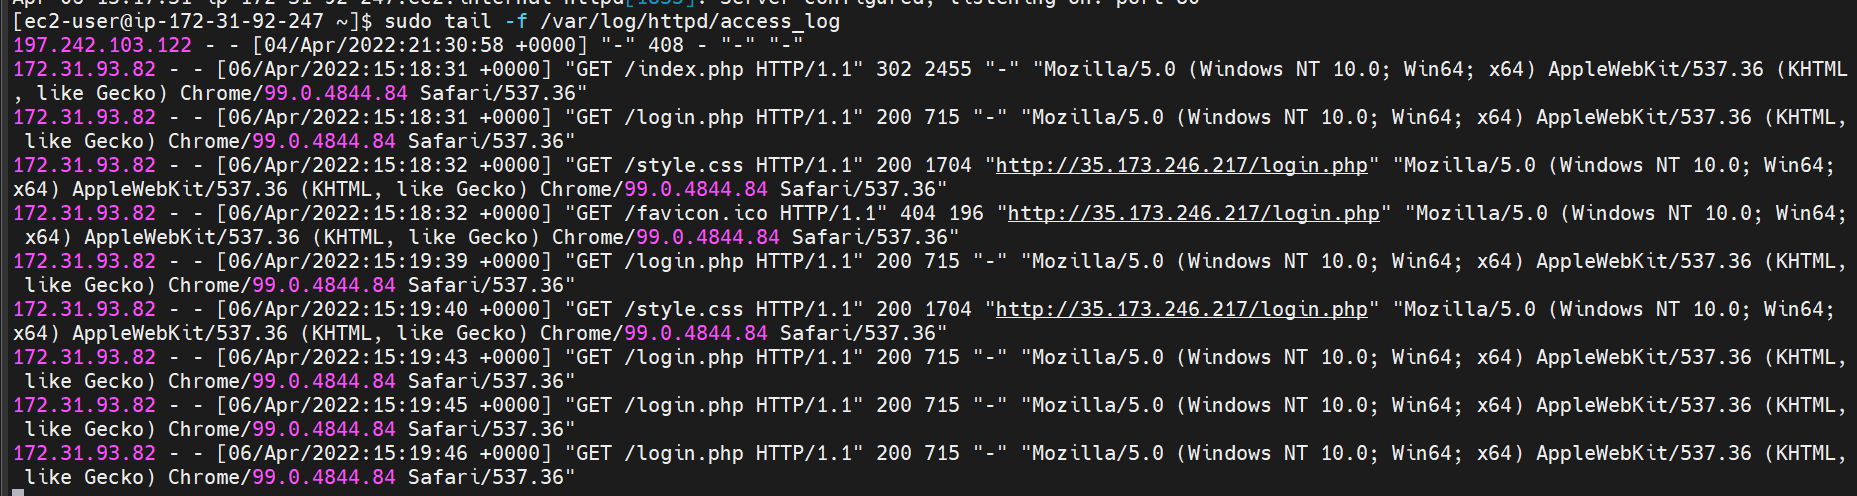 [ec2-user@ip-172-31-92-247 ~]$ sudo tail -f /var/log/httpd/access_log
197.242.103.122 - - [04/Apr/2022:21:30:58 +0000] "-" 408 - "-" "-"
172.31.93.82 - - [06/Apr/2022:15:18:31 +0000] "GET /index.php HTTP/1.1" 302 2455 "-" "Mozilla/5.0 (Windows NT 10.0; Win64; x64) AppleWebKit/537.36 (KHTML
, like Gecko) Chrome/99.0.4844.84 Safari/537.36"
172.31.93.82 - - [06/Apr/2022:15:18:31 +0000] "GET /login.php HTTP/1.1" 200 715 "-" "Mozilla/5.0 (Windows NT 10.0; Win64; x64) AppleWebKit/537.36 (KHTML,
like Gecko) Chrome/99.0.4844.84 Safari/537.36"
172.31.93.82 - - [06/Apr/2022:15:18:32 +0000] "GET /style.css HTTP/1.1" 200 1704 "http://35.173.246.217/login.php" "Mozilla/5.0 (Windows NT 10.0; Win64;
x64) AppleWebKit/537.36 (KHTML, like Gecko) Chrome/99.0.4844.84 Safari/537.36"
172.31.93.82 - - [06/Apr/2022:15:18:32 +0000] "GET /favicon.ico HTTP/1.1" 404 196 "http://35.173.246.217/login.php" "Mozilla/5.0 (Windows NT 10.0; Win64;
x64) AppleWebKit/537.36 (KHTML, like Gecko) Chrome/99.0.4844.84 Safari/537.36"
172.31.93.82 - - [06/Apr/2022:15:19:39 +0000] "GET /login.php HTTP/1.1" 200 715 "-" "Mozilla/5.0 (Windows NT 10.0; Win64; x64) AppleWebKit/537.36 (KHTML,
like Gecko) Chrome/99.0.4844.84 Safari/537.36"
172.31.93.82 - - [06/Apr/2022:15:19:40 +0000] "GET /style.css HTTP/1.1" 200 1704 "http://35.173.246.217/login.php" "Mozilla/5.0 (Windows NT 10.0; Win64;
x64) AppleWebKit/537.36 (KHTML, like Gecko) Chrome/99.0.4844.84 Safari/537.36"
172.31.93.82 - - [06/Apr/2022:15:19:43 +0000] "GET /login.php HTTP/1.1" 200 715 "-" "Mozilla/5.0 (Windows NT 10.0; Win64; x64) AppleWebKit/537.36 (KHTML,
like Gecko) Chrome/99.0.4844.84 Safari/537.36"
172.31.93.82 - - [06/Apr/2022:15:19:45 +0000] "GET /login.php HTTP/1.1" 200 715 "-" "Mozilla/5.0 (Windows NT 10.0; Win64; x64) AppleWebKit/537.36 (KHTML,
like Gecko) Chrome/99.0.4844.84 Safari/537.36"
172.31.93.82 - - [06/Apr/2022:15:19:46 +0000] "GET /login.php HTTP/1.1" 200 715 "-" "Mozilla/5.0 (Windows NT 10.0; Win64; x64) AppleWebKit/537.36 (KHTML,
like Gecko) Chrome/99.0.4844.84 Safari/537.36"